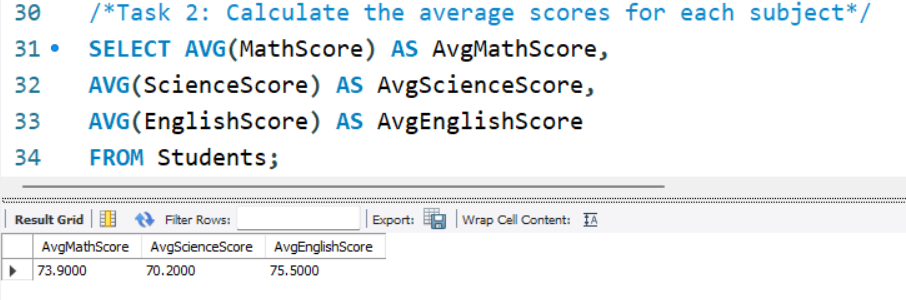 30 /*Task 2: Calculate the average scores for each subject*/
31 SELECT AVG(MathScore) AS AvgMathScore,
32 AVG(ScienceScore) AS AvgScienceScore,
33 AVG(EnglishScore) AS AvgEnglishScore
34 FROM Students;
Result Grid Filter Rows: Export: Wrap Cell Content: IA
AvgMathScore AvgScienceScore AvgEnglishScore
73.9000 70.2000 75.5000